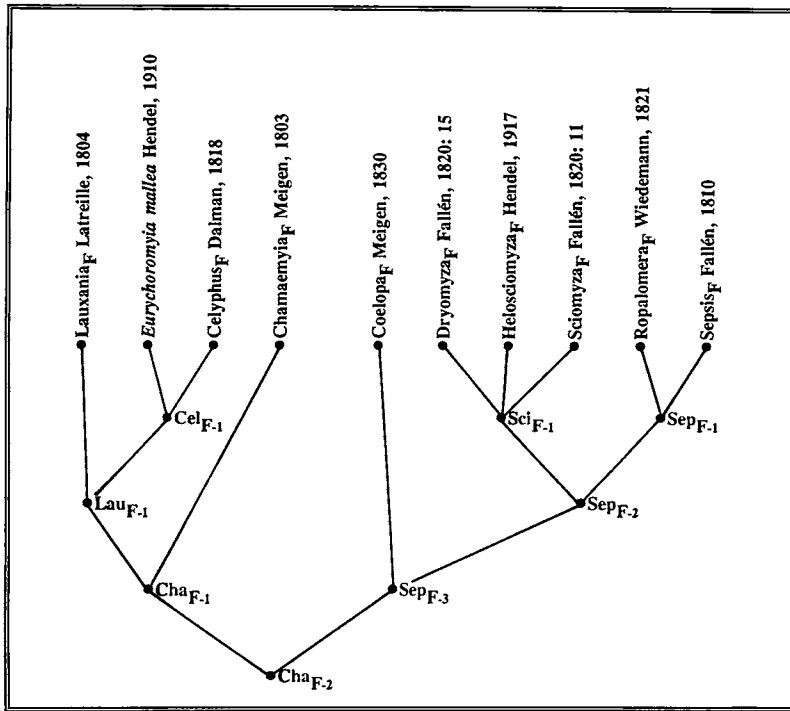 Lauxania_F Latreille, 1804
Eurychoromyia mallea Hendel, 1910
Celyphus_F Dalman, 1818
Chamaemyia_F Meigen, 1803
Coelopa_F Meigen, 1830
Dryomyza_F Fallén, 1820: 15
Helosciomyza_F Hendel, 1917
Sciomyza_F Fallén, 1820: 11
Ropalomera_F Wiedemann, 1821
Sepsis_F Fallén, 1810
Cel_F-1
Sci_F-1
Sep_F-1
Lau_F-1
Sep_F-2
Cha_F-1
Sep_F-3
Cha_F-2